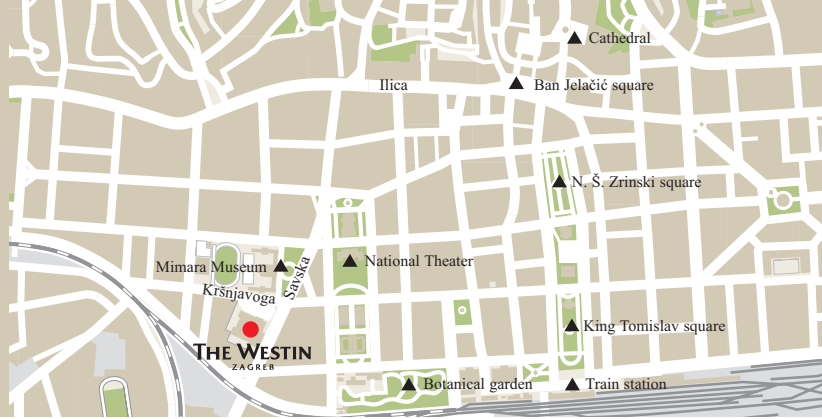 Cathedral
Ilica
Ban Jelačić square
N. Š. Zrinski square
Mimara Museum
Savska
National Theater
Kršnjavoga
King Tomislav square
THE WESTIN
ZAGREB
Botanical garden
Train station